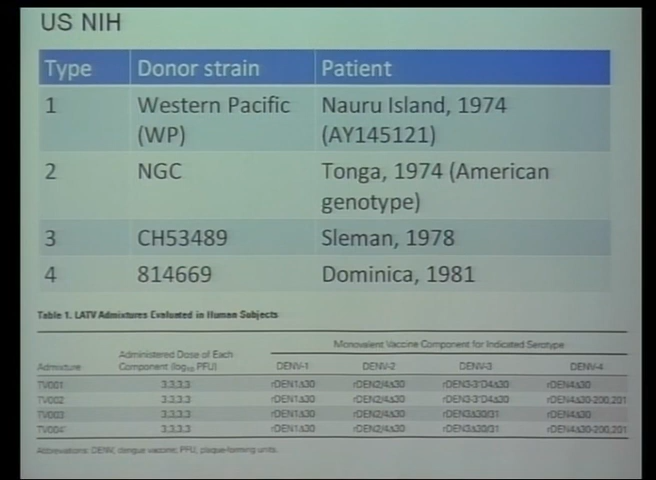 US NIH
Type Donor strain Patient
1 Western Pacific (WP) Nauru Island, 1974 (AY145121)
2 NGC Tonga, 1974 (American genotype)
3 CH53489 Sleman, 1978
4 814669 Dominica, 1981
Table 1. LATV Admixtures Evaluated in Human Subjects
Monovalent Vaccine Component for Indicated Serotype
Admixture Administered Dose of Each Component (log10 PFU) DENV-1 DENV-2 DENV-3 DENV-4
TV001 3,3,3,3 rDEN1Δ30 rDEN2/4Δ30 rDEN3-3'D4Δ30 rDEN4Δ30
TV002 3,3,3,3 rDEN1Δ30 rDEN2/4Δ30 rDEN3-3'D4Δ30 rDEN4Δ30-200,201
TV003 3,3,3,3 rDEN1Δ30 rDEN2/4Δ30 rDEN3Δ30/31 rDEN4Δ30
TV004 3,3,3,3 rDEN1Δ30 rDEN2/4Δ30 rDEN3Δ30/31 rDEN4Δ30-200,201
Abbreviations: DENV, dengue vaccine; PFU, plaque-forming units.